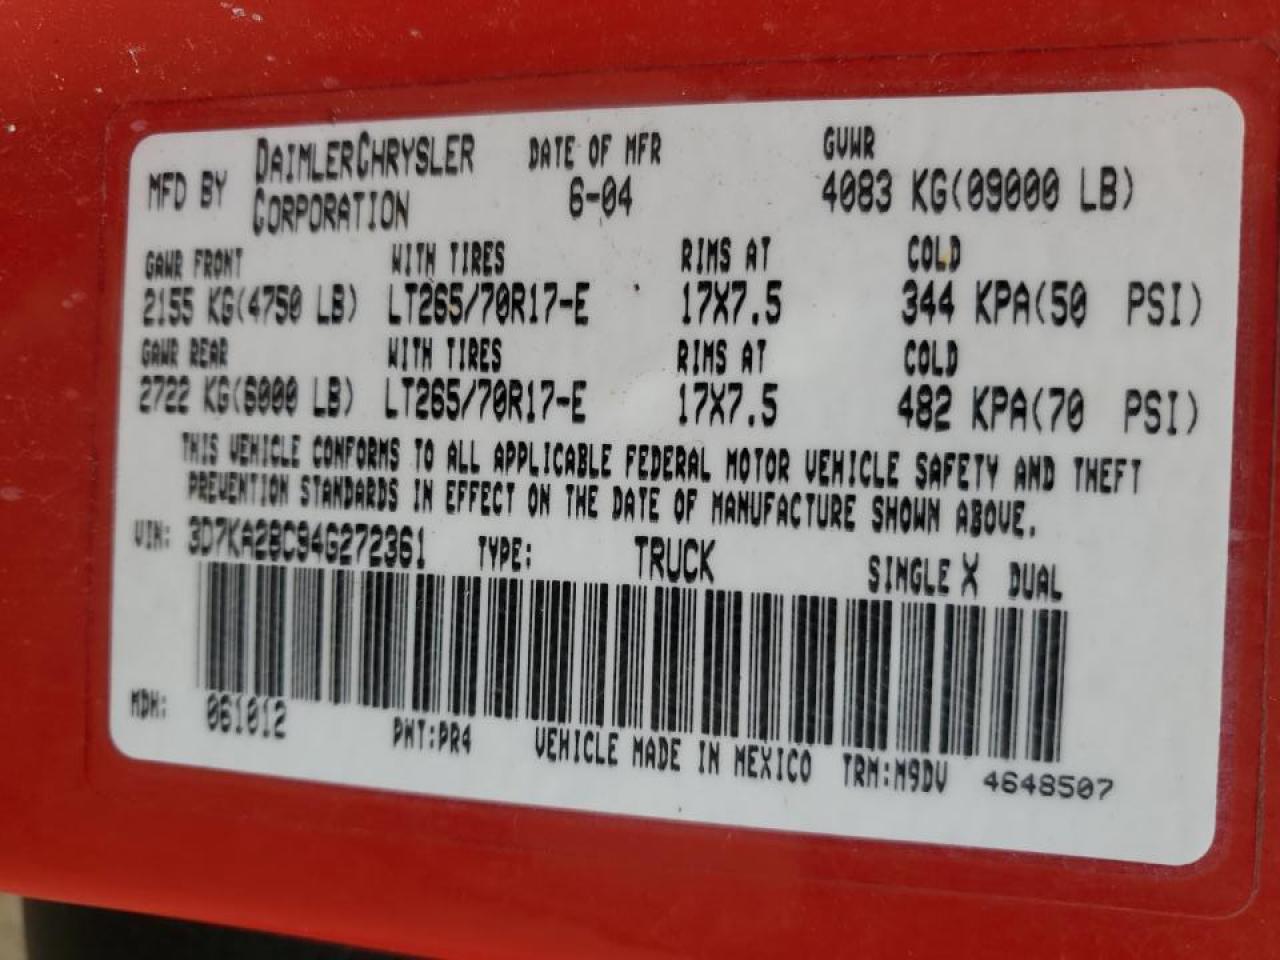 MFD BY DAIMLERCHRYSLER CORPORATION DATE OF MFR 6-04 GVWR 4083 KG(09000 LB)
GAWR FRONT WITH TIRES RIMS AT COLD
2155 KG(4750 LB) LT265/70R17-E 17X7.5 344 KPA(50 PSI)
GAWR REAR WITH TIRES RIMS AT COLD
2722 KG(6000 LB) LT265/70R17-E 17X7.5 482 KPA(70 PSI)
THIS VEHICLE CONFORMS TO ALL APPLICABLE FEDERAL MOTOR VEHICLE SAFETY AND THEFT
PREVENTION STANDARDS IN EFFECT ON THE DATE OF MANUFACTURE SHOWN ABOVE.
VIN: 3D7KA28C94G272361 TYPE: TRUCK SINGLE X DUAL
MDH: 061012 PNT:PR4 VEHICLE MADE IN MEXICO TRM:M9DV 4648507